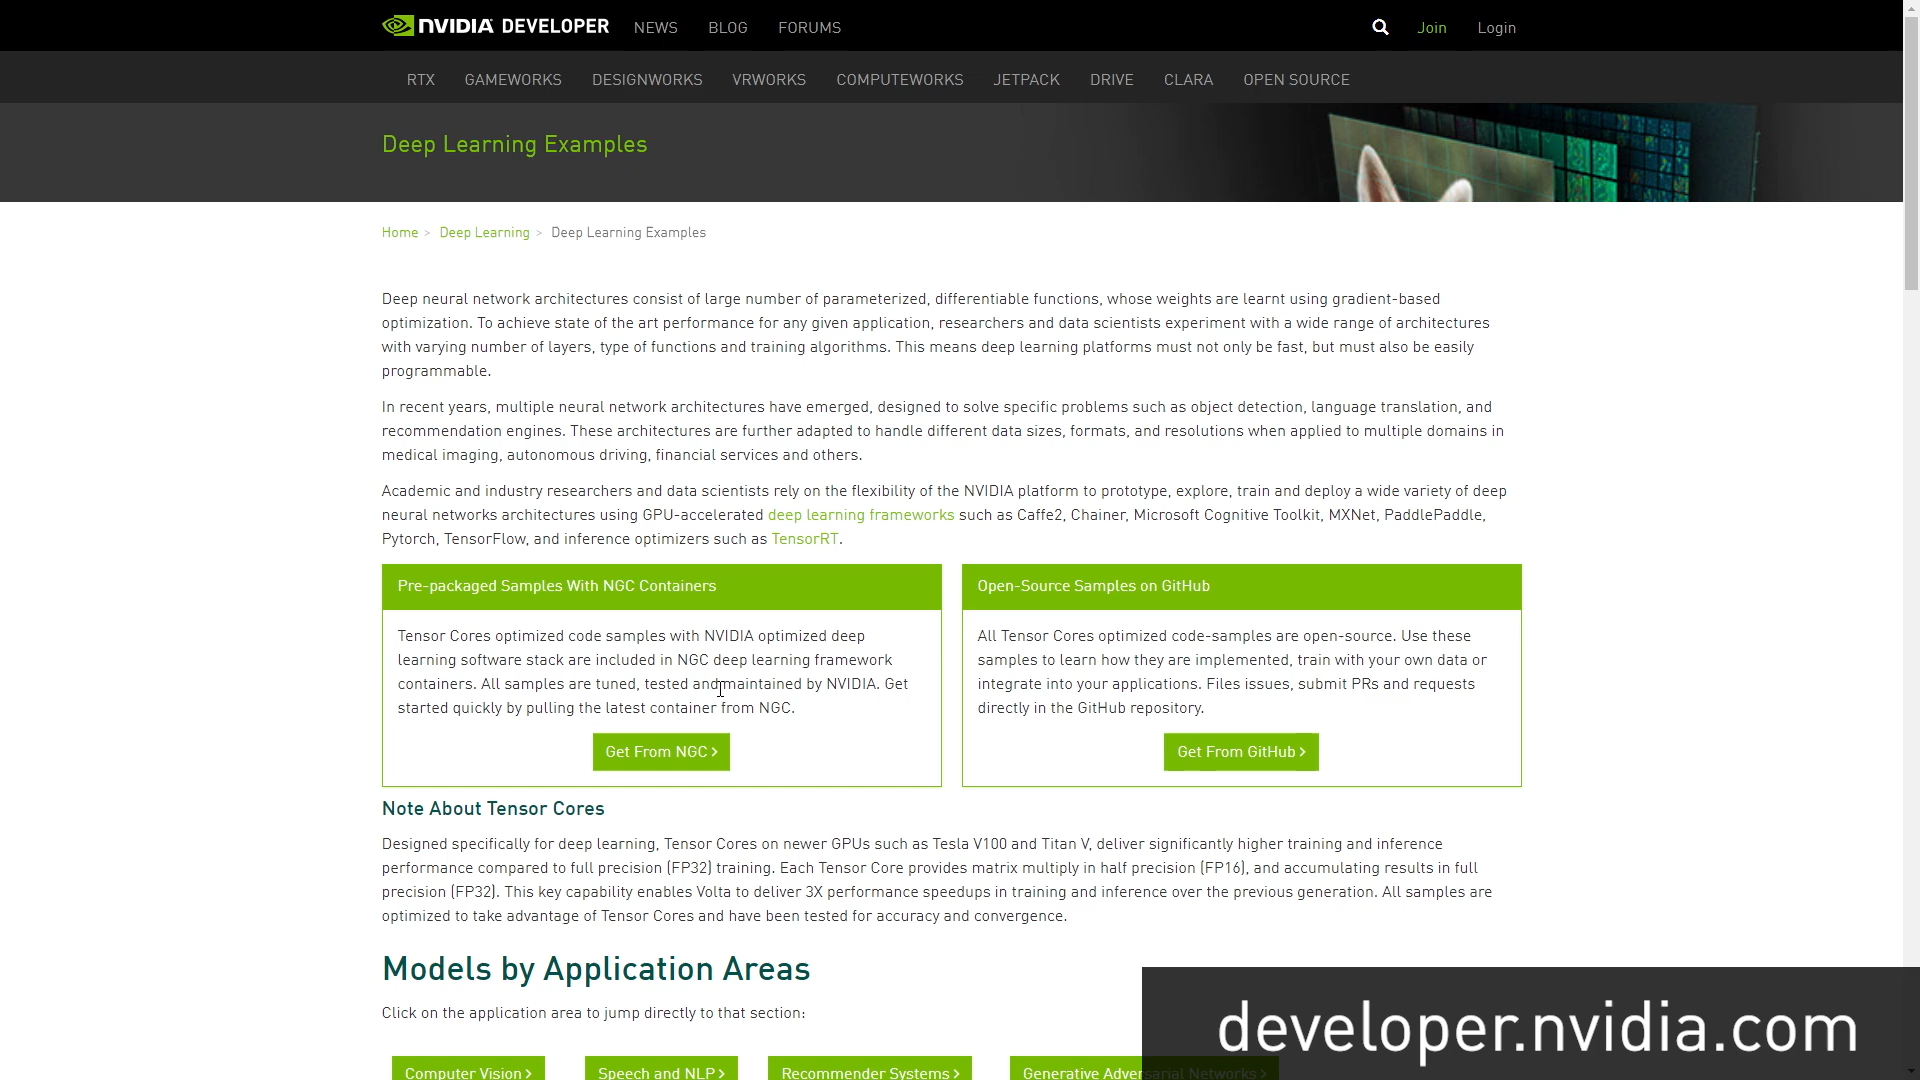 NVIDIA DEVELOPER NEWS BLOG FORUMS Join Login
RTX GAMEWORKS DESIGNWORKS VRWORKS COMPUTEWORKS JETPACK DRIVE CLARA OPEN SOURCE
Deep Learning Examples
Home > Deep Learning > Deep Learning Examples
Deep neural network architectures consist of large number of parameterized, differentiable functions, whose weights are learnt using gradient-based
optimization. To achieve state of the art performance for any given application, researchers and data scientists experiment with a wide range of architectures
with varying number of layers, type of functions and training algorithms. This means deep learning platforms must not only be fast, but must also be easily
programmable.
In recent years, multiple neural network architectures have emerged, designed to solve specific problems such as object detection, language translation, and
recommendation engines. These architectures are further adapted to handle different data sizes, formats, and resolutions when applied to multiple domains in
medical imaging, autonomous driving, financial services and others.
Academic and industry researchers and data scientists rely on the flexibility of the NVIDIA platform to prototype, explore, train and deploy a wide variety of deep
neural networks architectures using GPU-accelerated deep learning frameworks such as Caffe2, Chainer, Microsoft Cognitive Toolkit, MXNet, PaddlePaddle,
Pytorch, TensorFlow, and inference optimizers such as TensorRT.
Pre-packaged Samples With NGC Containers
Tensor Cores optimized code samples with NVIDIA optimized deep
learning software stack are included in NGC deep learning framework
containers. All samples are tuned, tested and maintained by NVIDIA. Get
started quickly by pulling the latest container from NGC.
Get From NGC >
Open-Source Samples on GitHub
All Tensor Cores optimized code-samples are open-source. Use these
samples to learn how they are implemented, train with your own data or
integrate into your applications. Files issues, submit PRs and requests
directly in the GitHub repository.
Get From GitHub >
Note About Tensor Cores
Designed specifically for deep learning, Tensor Cores on newer GPUs such as Tesla V100 and Titan V, deliver significantly higher training and inference
performance compared to full precision (FP32) training. Each Tensor Core provides matrix multiply in half precision (FP16), and accumulating results in full
precision (FP32). This key capability enables Volta to deliver 3X performance speedups in training and inference over the previous generation. All samples are
optimized to take advantage of Tensor Cores and have been tested for accuracy and convergence.
Models by Application Areas
Click on the application area to jump directly to that section:
Computer Vision > Speech and NLP > Recommender Systems > Generative Adversarial Networks >
developer.nvidia.com